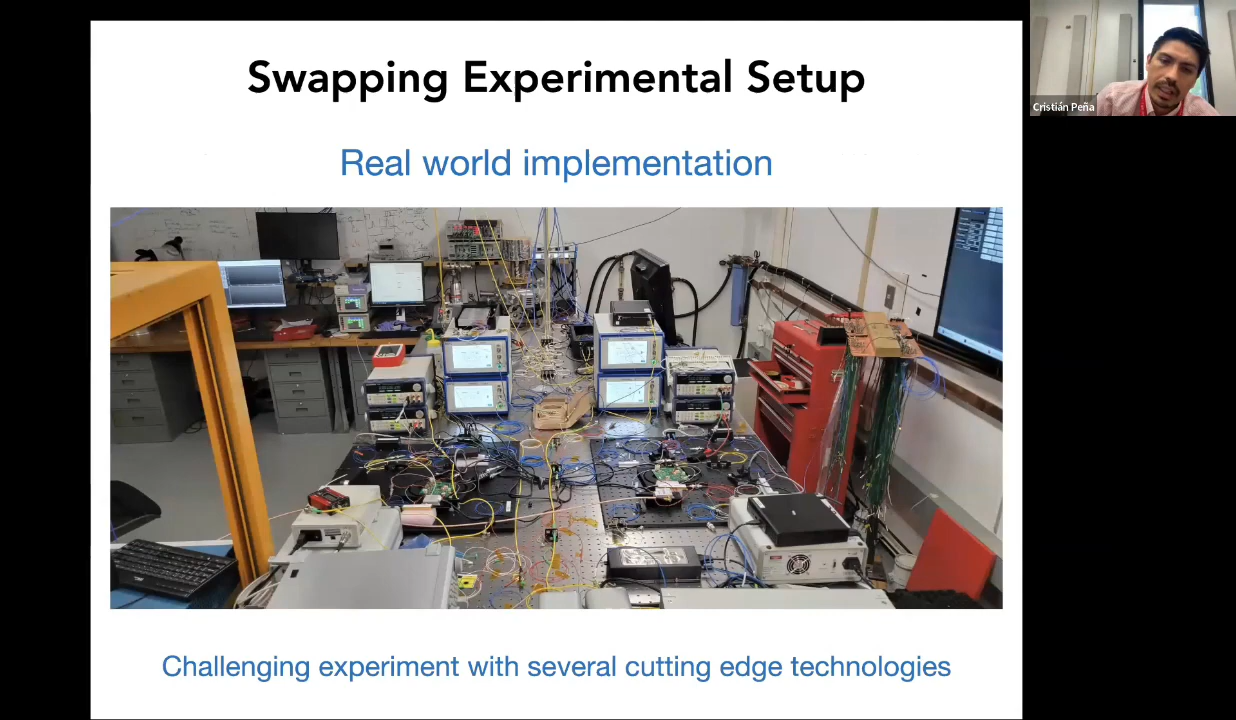 Swapping Experimental Setup
Real world implementation
Challenging experiment with several cutting edge technologies
Cristián Peña